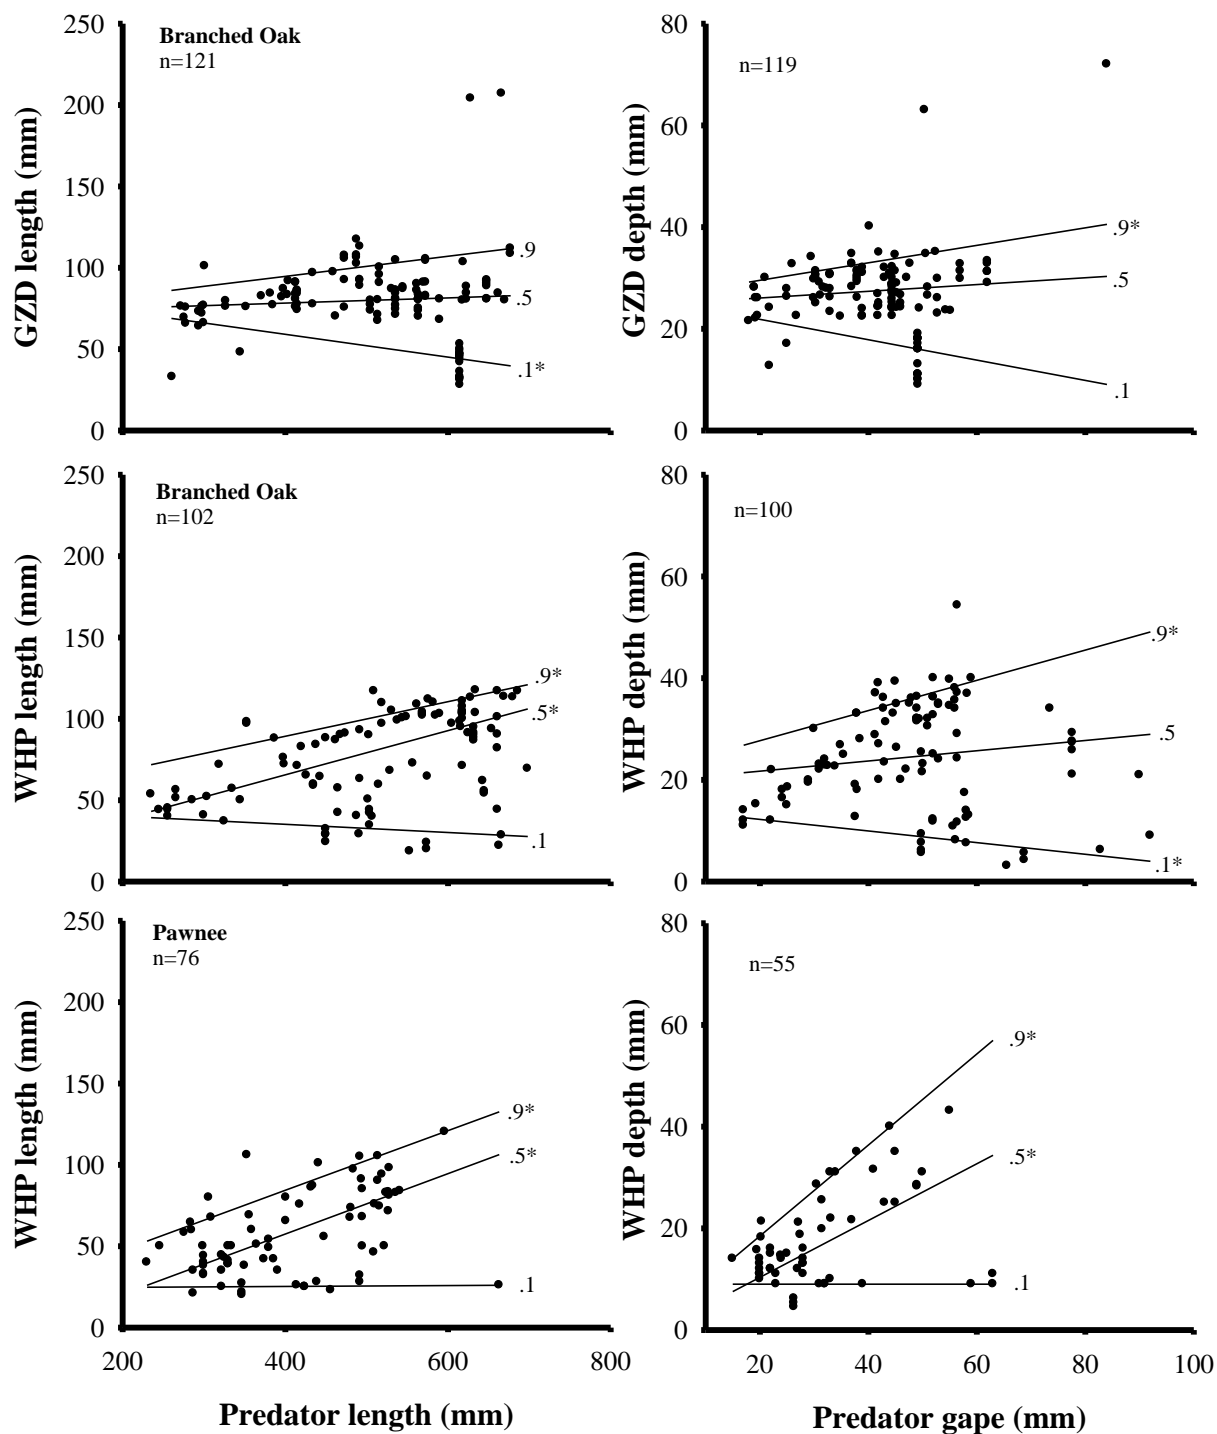 250
200
150
100
50
0
GZD length (mm)
Branched Oak
n=121
.9
.5
.1*
80
60
40
20
0
GZD depth (mm)
n=119
.9*
.5
.1
250
200
150
100
50
0
WHP length (mm)
Branched Oak
n=102
.9*
.5*
.1
80
60
40
20
0
WHP depth (mm)
n=100
.9*
.5
.1*
250
200
150
100
50
0
WHP length (mm)
Pawnee
n=76
.9*
.5*
.1
200 400 600 800
Predator length (mm)
80
60
40
20
0
WHP depth (mm)
n=55
.9*
.5*
.1
20 40 60 80 100
Predator gape (mm)